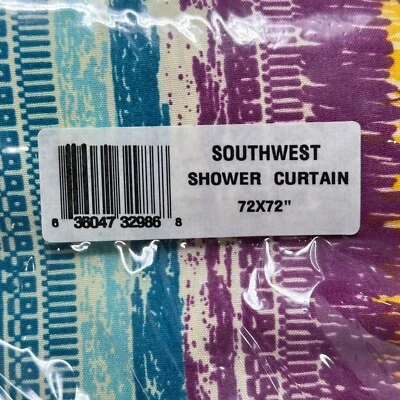 SOUTHWEST
SHOWER CURTAIN
72X72"
6 36047 32986 8